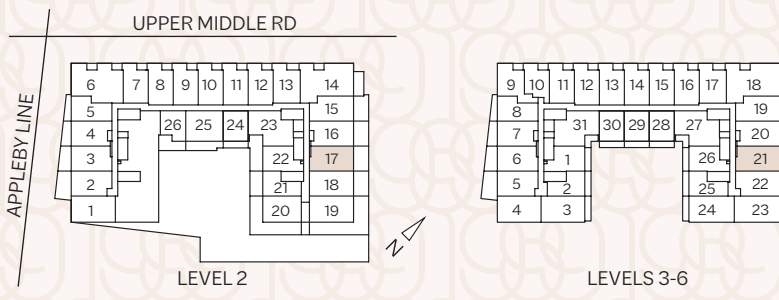 UPPER MIDDLE RD
APPLEBY LINE
6 7 8 9 10 11 12 13 14
5 15
4 26 25 24 23 16
3 22 17
2 21 18
1 20 19
N
LEVEL 2
9 10 11 12 13 14 15 16 17 18
8 19
7 31 30 29 28 27 20
6 1 26 21
5 2 25 22
4 3 24 23
LEVELS 3-6